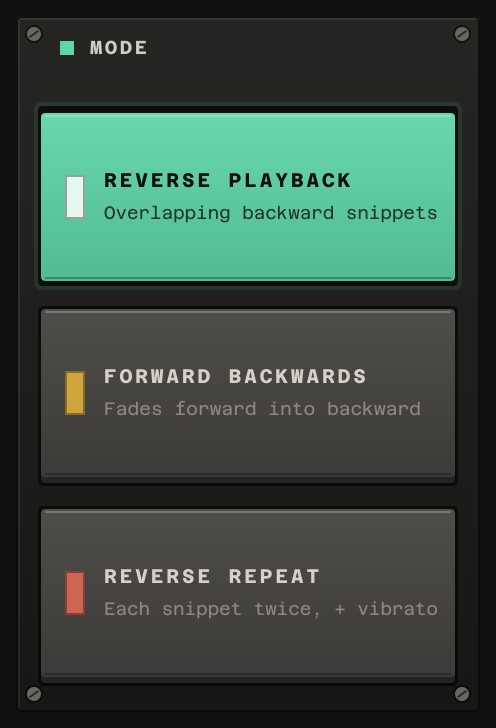 MODE
REVERSE PLAYBACK
Overlapping backward snippets
FORWARD BACKWARDS
Fades forward into backward
REVERSE REPEAT
Each snippet twice, + vibrato